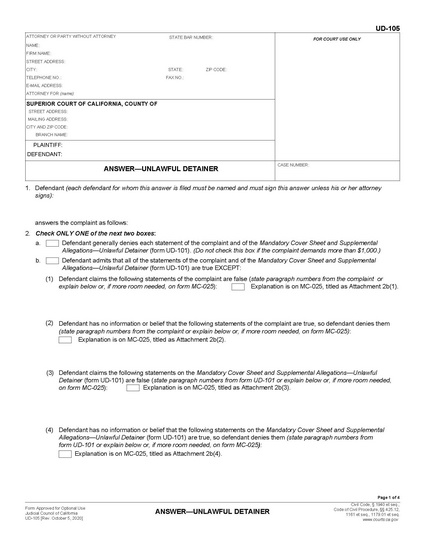 UD-105
ATTORNEY OR PARTY WITHOUT ATTORNEY STATE BAR NUMBER:
NAME:
FIRM NAME:
STREET ADDRESS:
CITY: STATE: ZIP CODE:
TELEPHONE NO.: FAX NO.:
E-MAIL ADDRESS:
ATTORNEY FOR (name):
FOR COURT USE ONLY
SUPERIOR COURT OF CALIFORNIA, COUNTY OF
STREET ADDRESS:
MAILING ADDRESS:
CITY AND ZIP CODE:
BRANCH NAME:
PLAINTIFF:
DEFENDANT:
ANSWER—UNLAWFUL DETAINER
CASE NUMBER:
1. Defendant (each defendant for whom this answer is filed must be named and must sign this answer unless his or her attorney
signs):
answers the complaint as follows:
2. Check ONLY ONE of the next two boxes:
a. Defendant generally denies each statement of the complaint and of the Mandatory Cover Sheet and Supplemental
Allegations—Unlawful Detainer (form UD-101). (Do not check this box if the complaint demands more than $1,000.)
b. Defendant admits that all of the statements of the complaint and of the Mandatory Cover Sheet and Supplemental
Allegations—Unlawful Detainer (form UD-101) are true EXCEPT:
(1) Defendant claims the following statements of the complaint are false (state paragraph numbers from the complaint or
explain below or, if more room needed, on form MC-025): Explanation is on MC-025, titled as Attachment 2b(1).
(2) Defendant has no information or belief that the following statements of the complaint are true, so defendant denies them
(state paragraph numbers from the complaint or explain below or, if more room needed, on form MC-025):
Explanation is on MC-025, titled as Attachment 2b(2).
(3) Defendant claims the following statements on the Mandatory Cover Sheet and Supplemental Allegations—Unlawful
Detainer (form UD-101) are false (state paragraph numbers from form UD-101 or explain below or, if more room needed,
on form MC-025): Explanation is on MC-025, titled as Attachment 2b(3).
(4) Defendant has no information or belief that the following statements on the Mandatory Cover Sheet and Supplemental
Allegations—Unlawful Detainer (form UD-101) are true, so defendant denies them (state paragraph numbers from
form UD-101 or explain below or, if more room needed, on form MC-025):
Explanation is on MC-025, titled as Attachment 2b(4).
Page 1 of 4
Form Approved for Optional Use
Judicial Council of California
UD-105 [Rev. October 5, 2020]
ANSWER—UNLAWFUL DETAINER
Civil Code, § 1940 et seq.;
Code of Civil Procedure, §§ 425.12,
1161 et seq., 1179.01 et seq.
www.courts.ca.gov